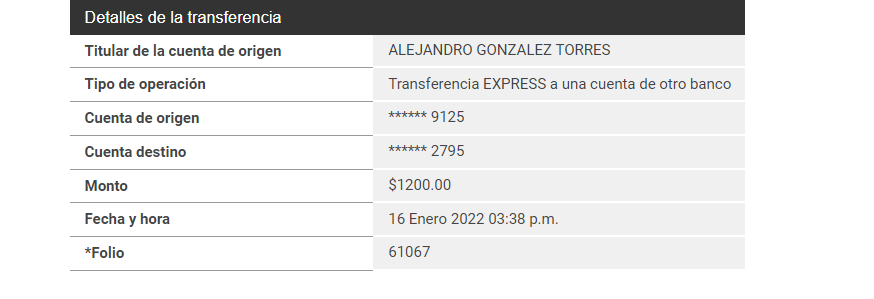 Detalles de la transferencia
Titular de la cuenta de origen ALEJANDRO GONZALEZ TORRES
Tipo de operación Transferencia EXPRESS a una cuenta de otro banco
Cuenta de origen ****** 9125
Cuenta destino ****** 2795
Monto $1200.00
Fecha y hora 16 Enero 2022 03:38 p.m.
*Folio 61067